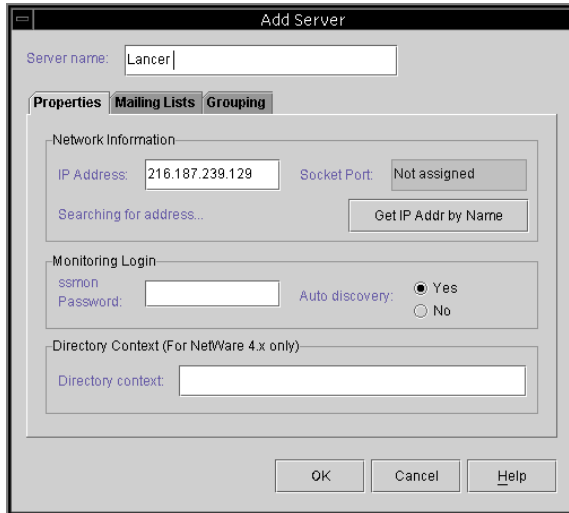 Add Server
Server name: Lancer
Properties Mailing Lists Grouping
Network Information
IP Address: 216.187.239.129 Socket Port: Not assigned
Searching for address... Get IP Addr by Name
Monitoring Login
ssmon
Password: Auto discovery: Yes
No
Directory Context (For NetWare 4.x only)
Directory context:
OK Cancel Help